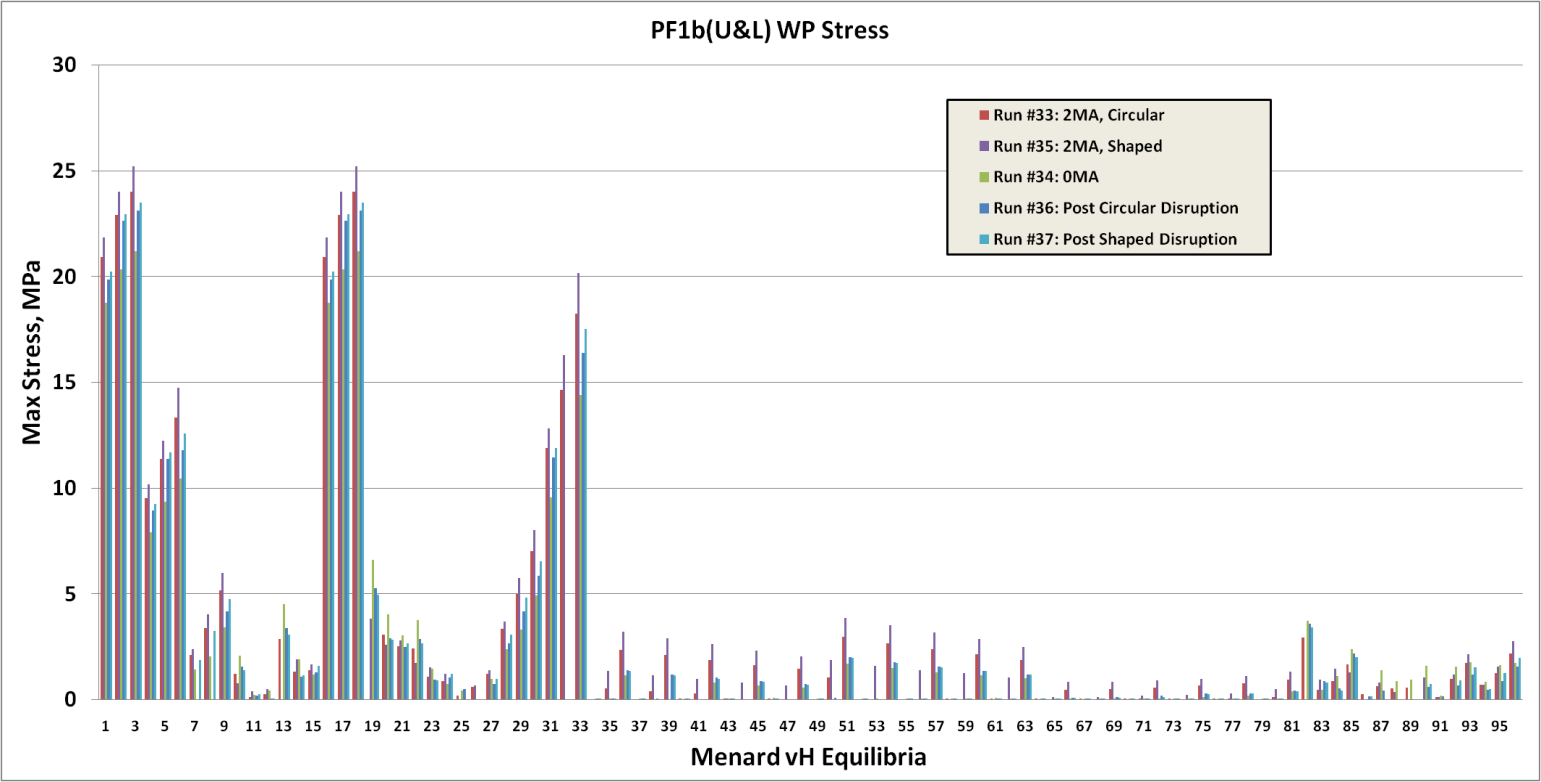 PF1b(U&L) WP Stress
30
25
20
15
10
5
0
Max Stress, MPa
Run #33: 2MA, Circular
Run #35: 2MA, Shaped
Run #34: 0MA
Run #36: Post Circular Disruption
Run #37: Post Shaped Disruption
1 3 5 7 9 11 13 15 17 19 21 23 25 27 29 31 33 35 37 39 41 43 45 47 49 51 53 55 57 59 61 63 65 67 69 71 73 75 77 79 81 83 85 87 89 91 93 95
Menard vH Equilibria